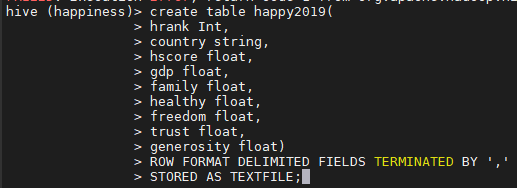 hive (happiness)> create table happy2019(
> hrank Int,
> country string,
> hscore float,
> gdp float,
> family float,
> healthy float,
> freedom float,
> trust float,
> generosity float)
> ROW FORMAT DELIMITED FIELDS TERMINATED BY ','
> STORED AS TEXTFILE;